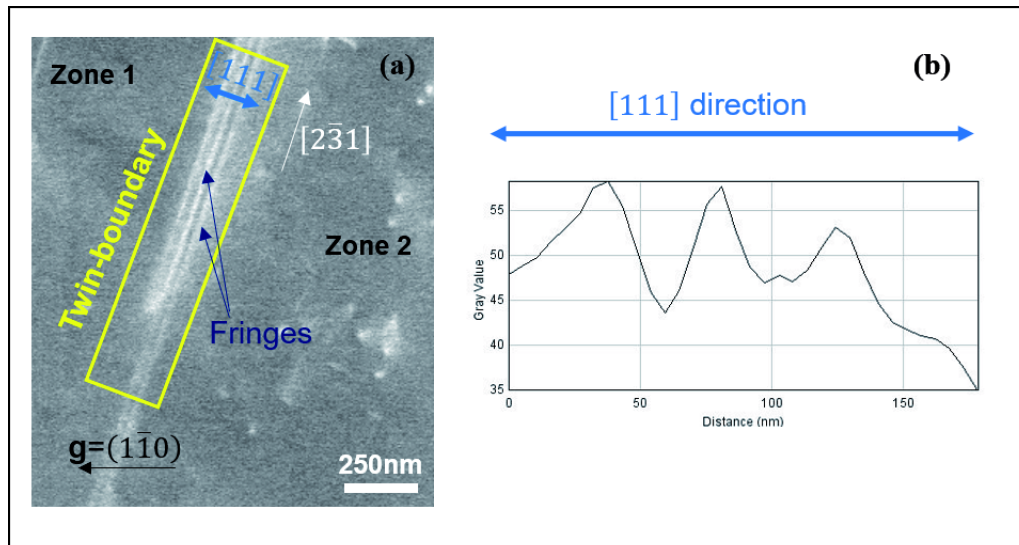 Zone 1
(a)
[111]
[23̅1]
Twin-boundary
Zone 2
Fringes
g=(11̅0)
250nm
(b)
[111] direction
55
50
45
40
35
Gray Value
0
50
100
150
Distance (nm)